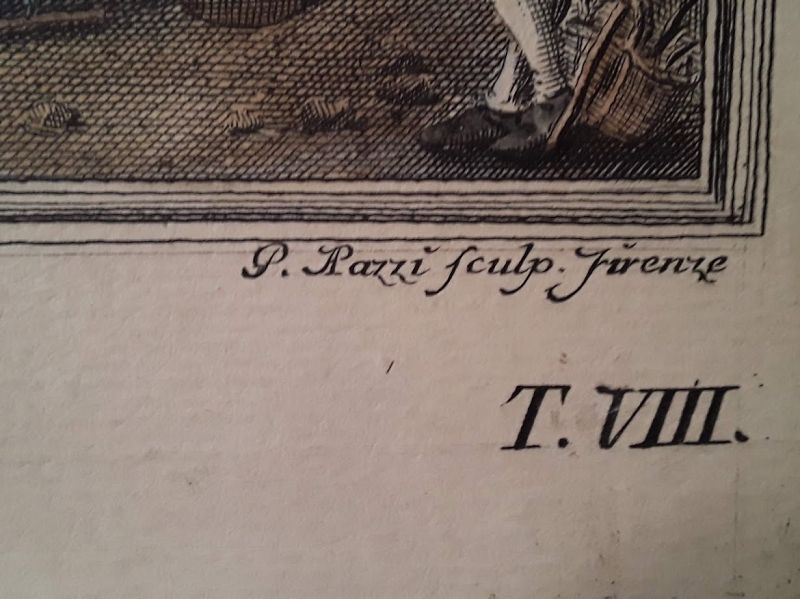 P. Pazzi sculp. Firenze
T. VIII.